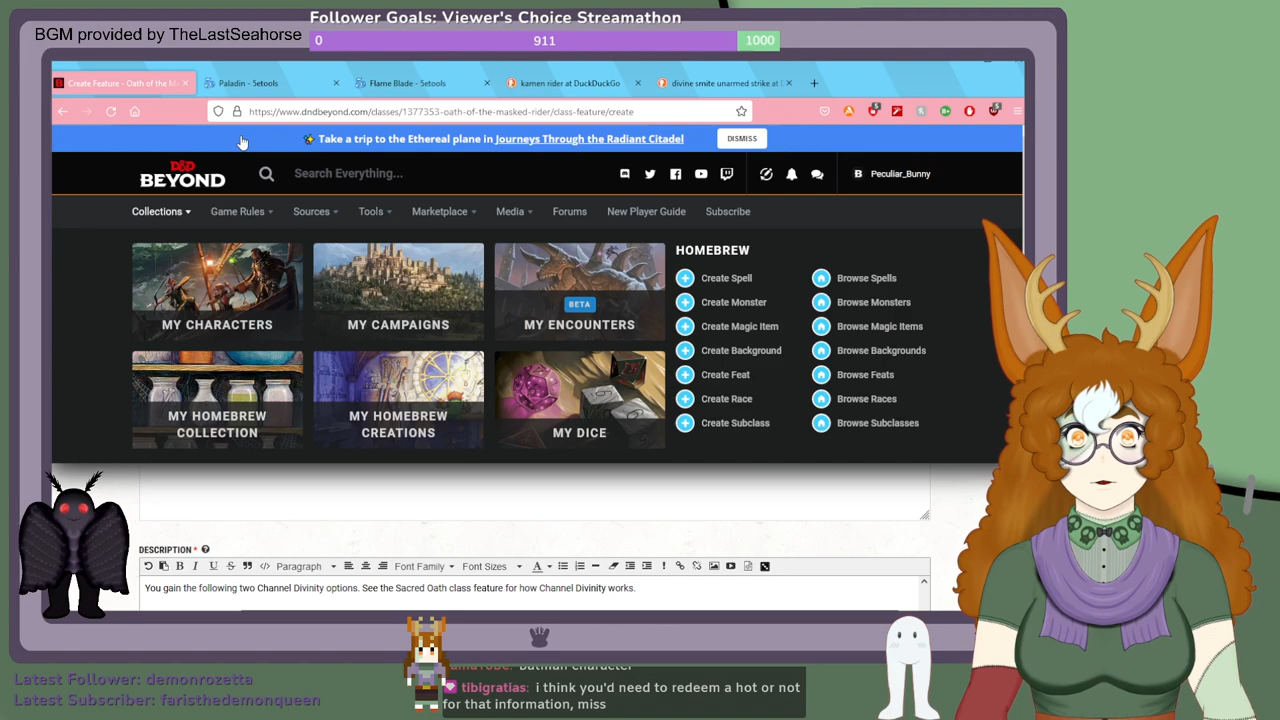 Follower Goals: Viewer's Choice Streamathon
BGM provided by TheLastSeahorse
0 911 1000
Create Feature - Oath of the Ma
Paladin - 5etools
Flame Blade - 5etools
kamen rider at DuckDuckGo
divine smite unarmed strike at D
https://www.dndbeyond.com/classes/1377353-oath-of-the-masked-rider/class-feature/create
Take a trip to the Ethereal plane in Journeys Through the Radiant Citadel
DISMISS
D&D BEYOND
Search Everything...
Peculiar_Bunny
Collections Game Rules Sources Tools Marketplace Media Forums New Player Guide Subscribe
MY CHARACTERS
MY CAMPAIGNS
BETA
MY ENCOUNTERS
MY HOMEBREW COLLECTION
MY HOMEBREW CREATIONS
MY DICE
HOMEBREW
Create Spell Browse Spells
Create Monster Browse Monsters
Create Magic Item Browse Magic Items
Create Background Browse Backgrounds
Create Feat Browse Feats
Create Race Browse Races
Create Subclass Browse Subclasses
DESCRIPTION *
Paragraph Font Family Font Sizes
You gain the following two Channel Divinity options. See the Sacred Oath class feature for how Channel Divinity works.
Batman Character
tibigratias: i think you'd need to redeem a hot or not
for that information, miss
Latest Follower: demonrozetta
Latest Subscriber: faristhedemonqueen